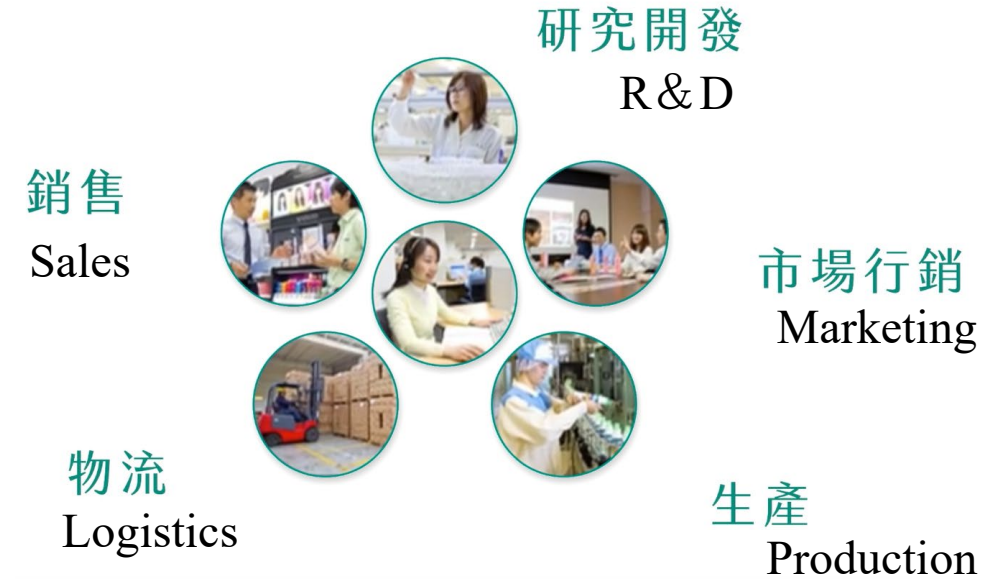 研究開發
R＆D
銷售
Sales
市場行銷
Marketing
物流
Logistics
生產
Production